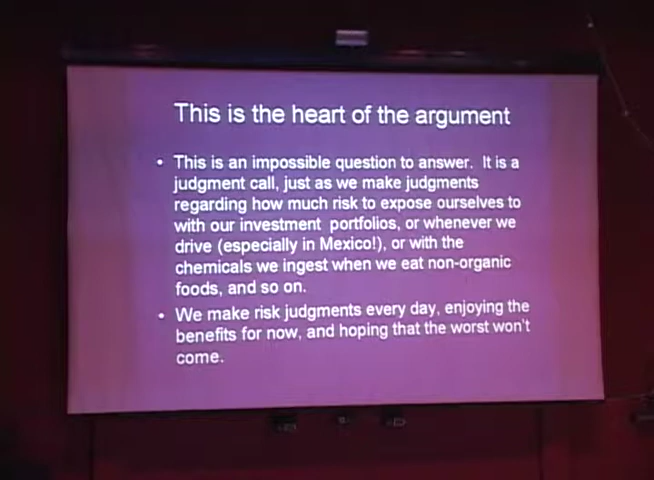 This is the heart of the argument
• This is an impossible question to answer. It is a
judgment call, just as we make judgments
regarding how much risk to expose ourselves to
with our investment portfolios, or whenever we
drive (especially in Mexico!), or with the
chemicals we ingest when we eat non-organic
foods, and so on.
• We make risk judgments every day, enjoying the
benefits for now, and hoping that the worst won't
come.